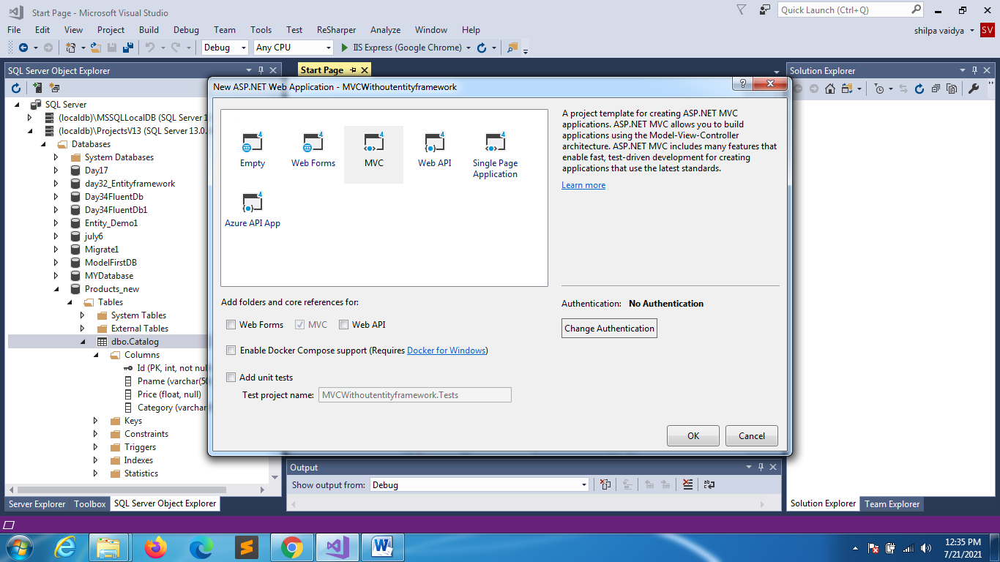 Start Page - Microsoft Visual Studio
Quick Launch (Ctrl+Q)
File Edit View Project Build Debug Team Tools Test ReSharper Analyze Window Help
shilpa vaidya SV
Debug Any CPU IIS Express (Google Chrome)
SQL Server Object Explorer
SQL Server
(localdb)\MSSQLLocalDB (SQL Server 1
(localdb)\ProjectsV13 (SQL Server 13.0.
Databases
System Databases
Day17
day32_Entityframework
Day34FluentDb
Day34FluentDb1
Entity_Demo1
july6
Migrate1
ModelFirstDB
MYDatabase
Products_new
Tables
System Tables
External Tables
dbo.Catalog
Columns
Id (PK, int, not nul
Pname (varchar(50
Price (float, null)
Category (varchar
Keys
Constraints
Triggers
Indexes
Statistics
Server Explorer Toolbox SQL Server Object Explorer
Start Page
New ASP.NET Web Application - MVCWithoutentityframework
Empty
Web Forms
MVC
Web API
Single Page
Application
Azure API App
A project template for creating ASP.NET MVC
applications. ASP.NET MVC allows you to build
applications using the Model-View-Controller
architecture. ASP.NET MVC includes many features that
enable fast, test-driven development for creating
applications that use the latest standards.
Learn more
Add folders and core references for:
Web Forms MVC Web API
Enable Docker Compose support (Requires Docker for Windows)
Add unit tests
Test project name: MVCWithoutentityframework.Tests
Authentication: No Authentication
Change Authentication
OK Cancel
Output
Show output from: Debug
Solution Explorer
Solution Explorer Team Explorer
12:35 PM
7/21/2021